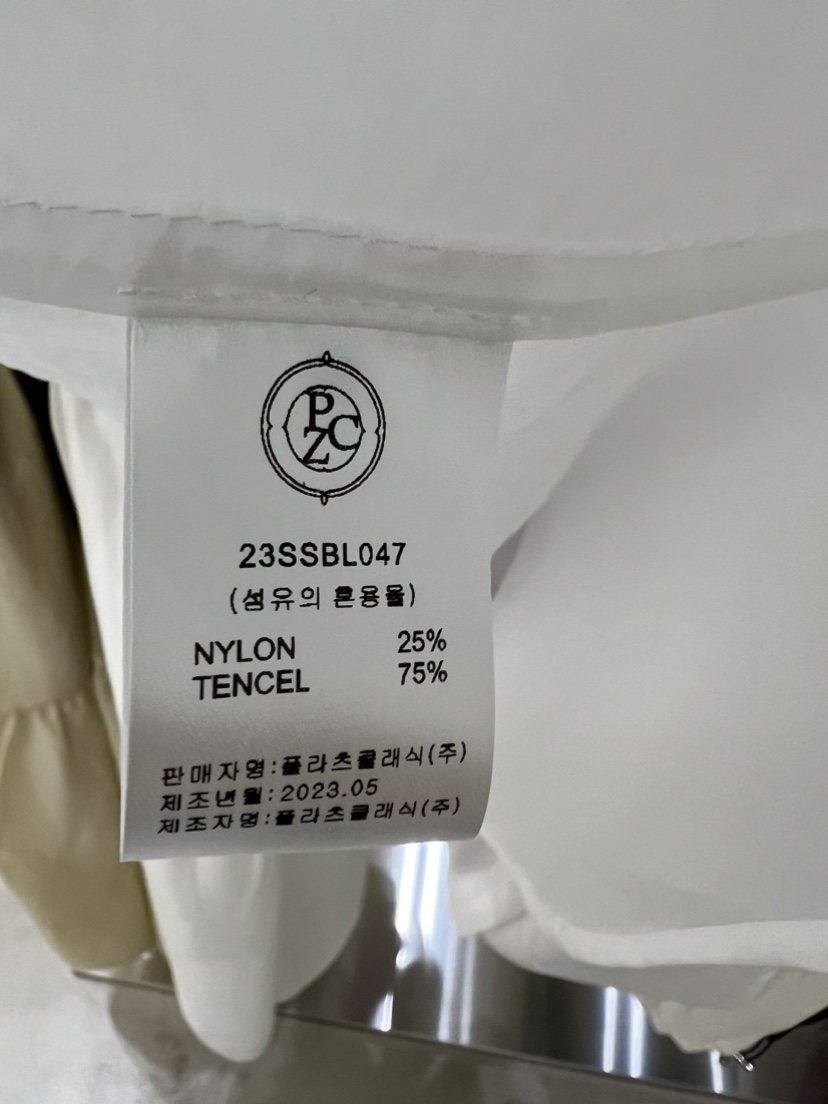 PZC
23SSBL047
(섬유의 혼용율)
NYLON 25%
TENCEL 75%
판매자명:플라츠클래식(주)
제조년월:2023.05
제조자명:플라츠클래식(주)